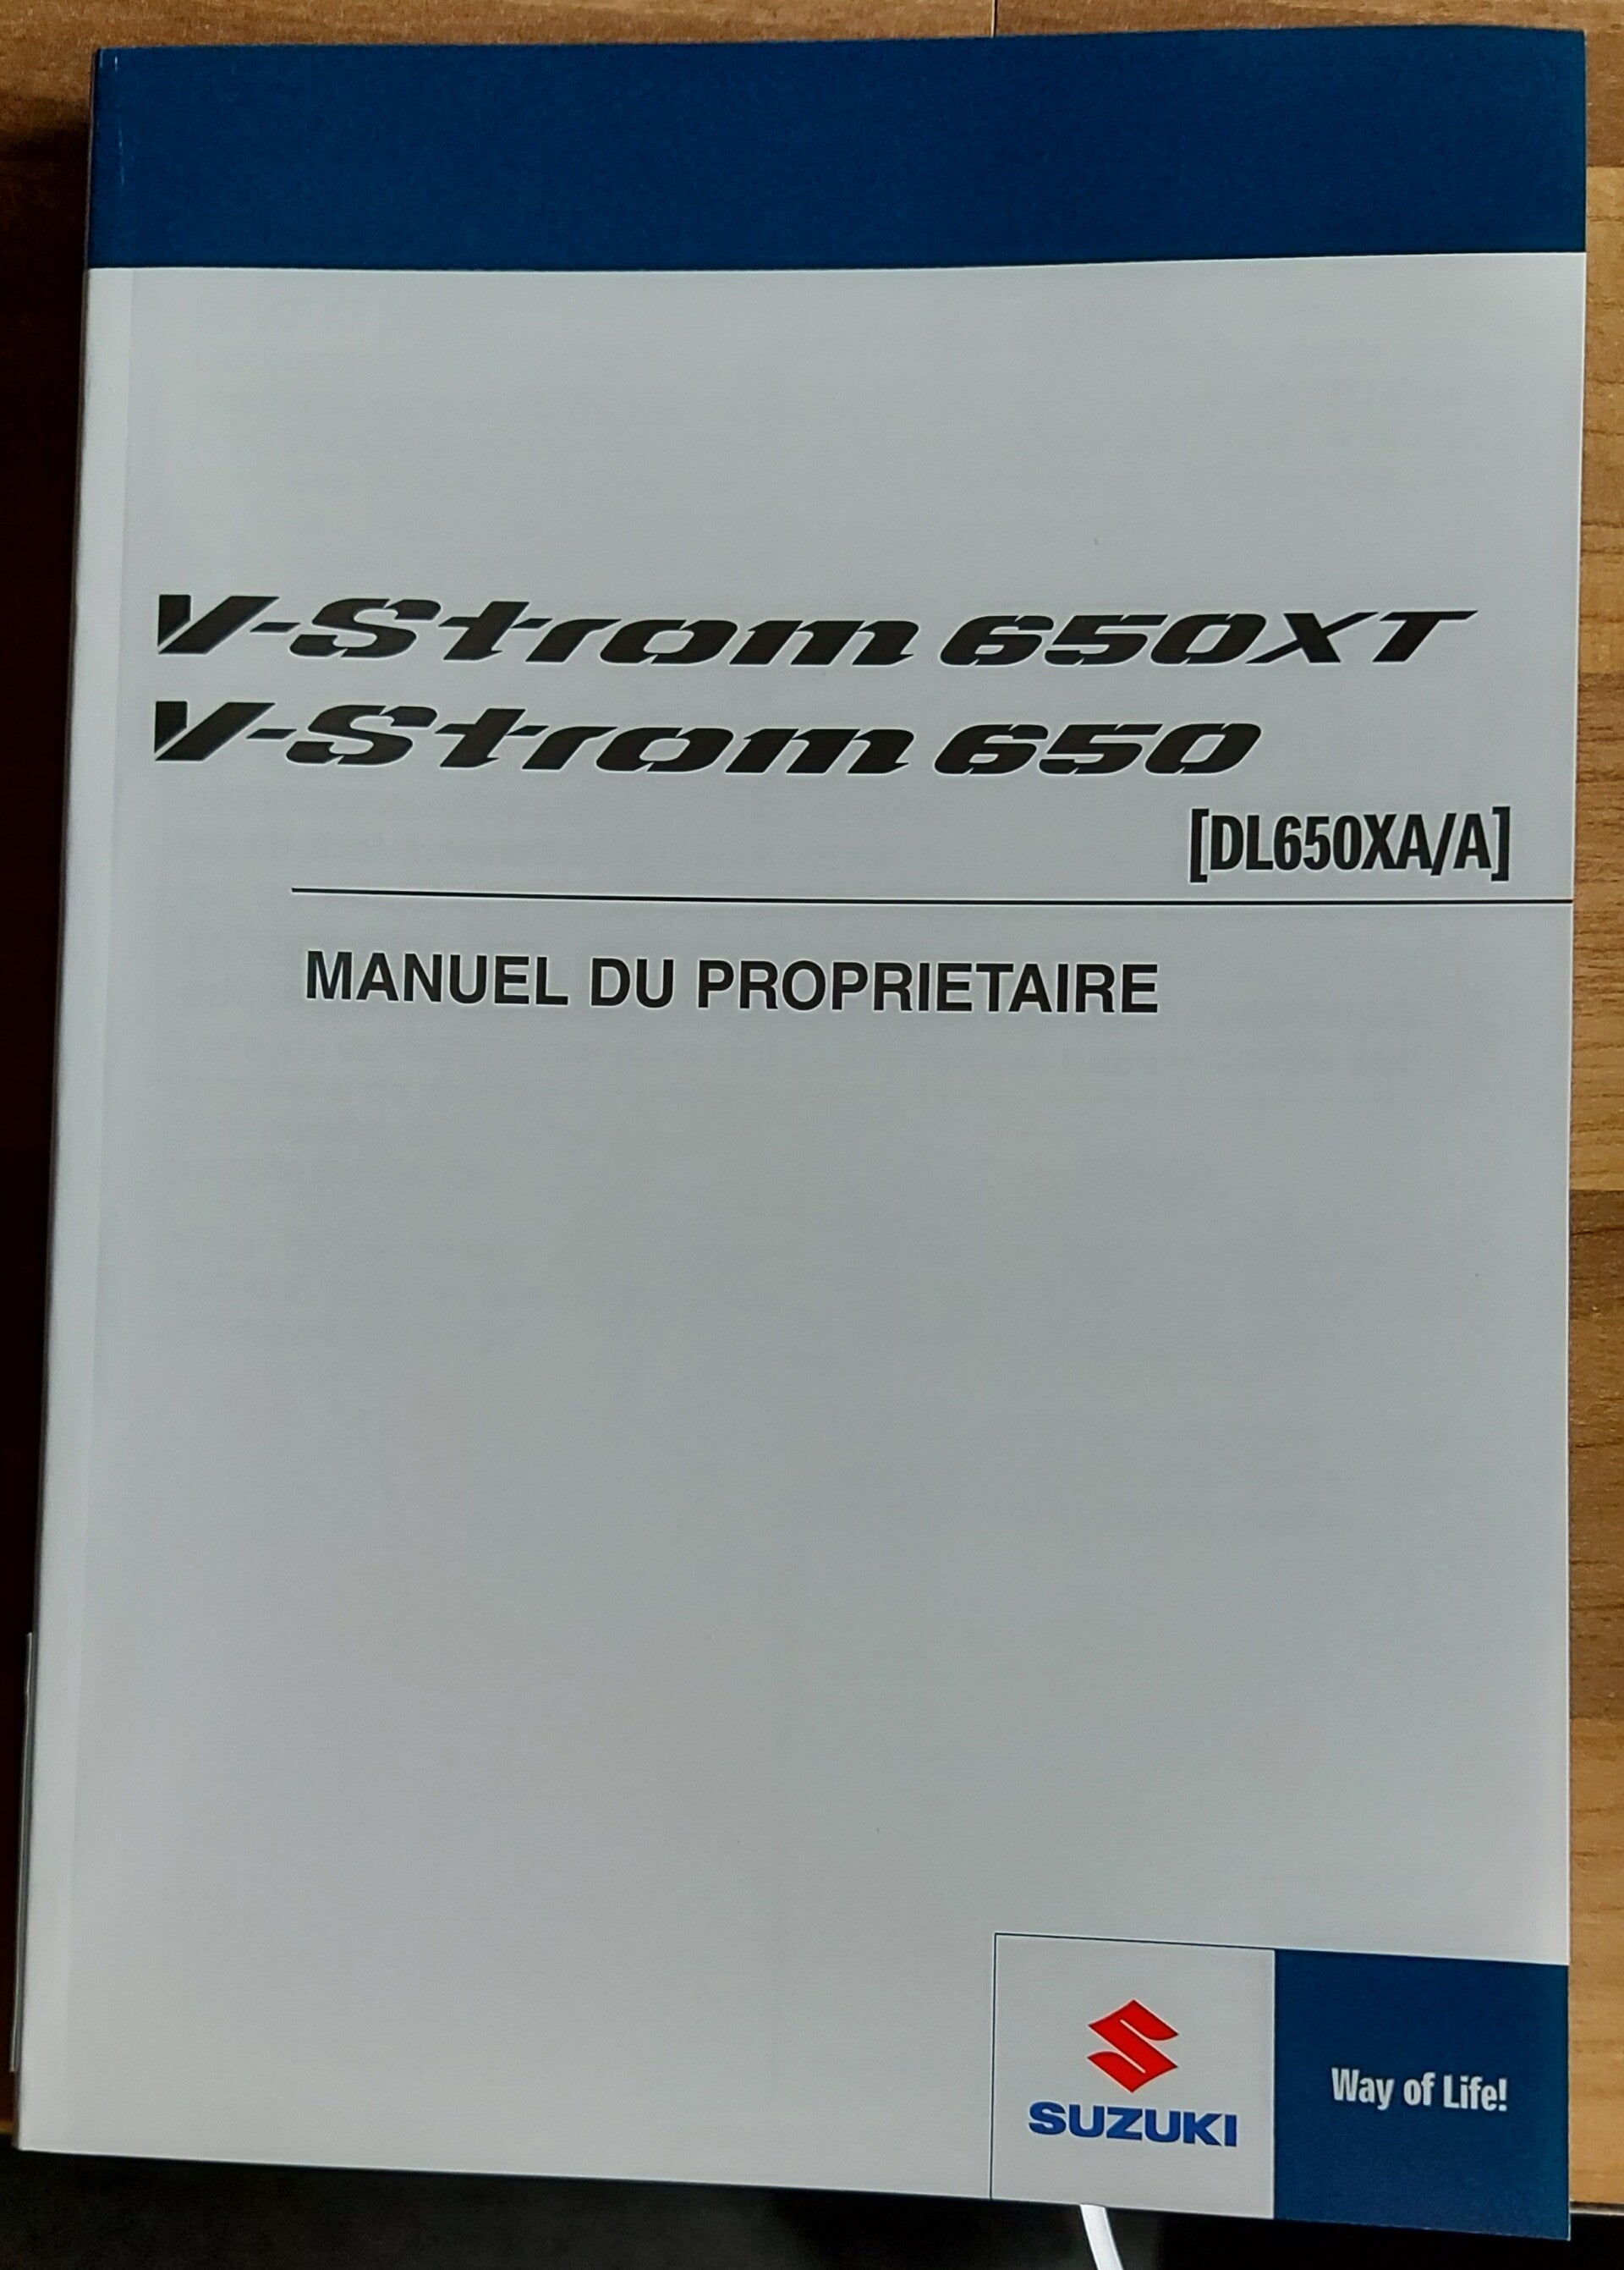 V-Strom 650XT
V-Strom 650
[DL650XA/A]
MANUEL DU PROPRIETAIRE
SUZUKI
Way of Life!